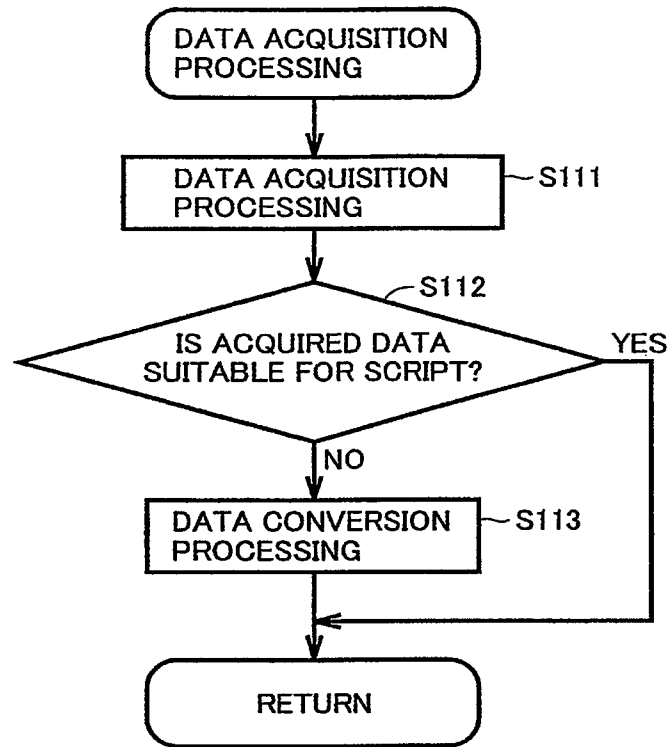 DATA ACQUISITION
PROCESSING
DATA ACQUISITION
PROCESSING
S111
S112
IS ACQUIRED DATA
SUITABLE FOR SCRIPT?
YES
NO
DATA CONVERSION
PROCESSING
S113
RETURN